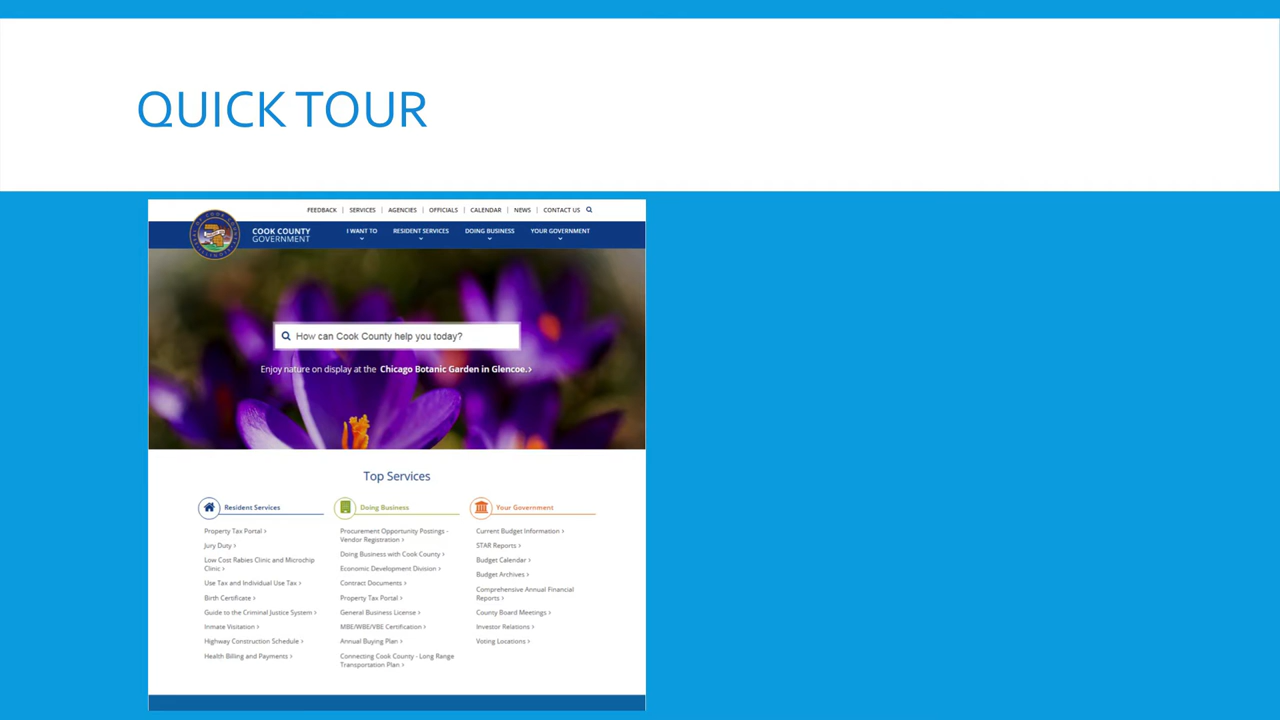 QUICK TOUR
FEEDBACK | SERVICES | AGENCIES | OFFICIALS | CALENDAR | NEWS | CONTACT US
COOK COUNTY
GOVERNMENT
I WANT TO
RESIDENT SERVICES
DOING BUSINESS
YOUR GOVERNMENT
How can Cook County help you today?
Enjoy nature on display at the Chicago Botanic Garden in Glencoe. ›
Top Services
Resident Services
Property Tax Portal ›
Jury Duty ›
Low Cost Rabies Clinic and Microchip
Clinic ›
Use Tax and Individual Use Tax ›
Birth Certificate ›
Guide to the Criminal Justice System ›
Inmate Visitation ›
Highway Construction Schedule ›
Health Billing and Payments ›
Doing Business
Procurement Opportunity Postings -
Vendor Registration ›
Doing Business with Cook County ›
Economic Development Division ›
Contract Documents ›
Property Tax Portal ›
General Business License ›
MBE/WBE/VBE Certification ›
Annual Buying Plan ›
Connecting Cook County - Long Range
Transportation Plan ›
Your Government
Current Budget Information ›
STAR Reports ›
Budget Calendar ›
Budget Archives ›
Comprehensive Annual Financial
Reports ›
County Board Meetings ›
Investor Relations ›
Voting Locations ›